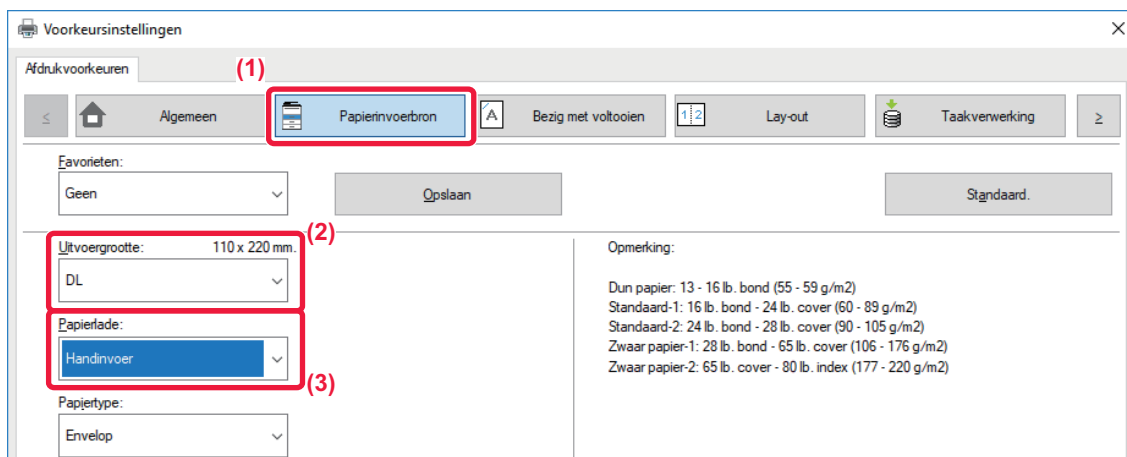 Voorkeursinstellingen
Afdrukvoorkeuren
(1)
< Algemeen Papierinvoerbron A Bezig met voltooien 1 2 Lay-out Taakverwerking >
Favorieten:
Geen Opslaan Standaard.
Uitvoergrootte: 110 x 220 mm. (2)
DL
Papierlade:
Handinvoer
(3)
Papiertype:
Envelop
Opmerking:
Dun papier: 13 - 16 lb. bond (55 - 59 g/m2)
Standaard-1: 16 lb. bond - 24 lb. cover (60 - 89 g/m2)
Standaard-2: 24 lb. bond - 28 lb. cover (90 - 105 g/m2)
Zwaar papier-1: 28 lb. bond - 65 lb. cover (106 - 176 g/m2)
Zwaar papier-2: 65 lb. cover - 80 lb. index (177 - 220 g/m2)